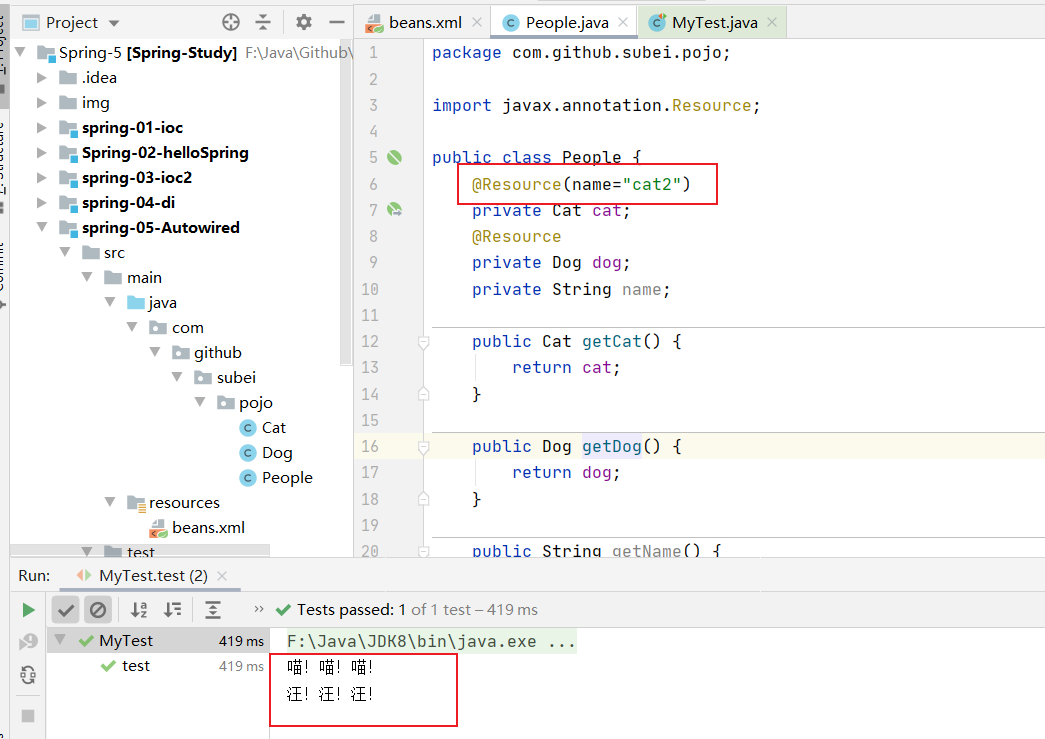 Project
beans.xml
People.java
MyTest.java
Spring-5 [Spring-Study] F:\Java\Github\
.idea
img
spring-01-ioc
Spring-02-helloSpring
spring-03-ioc2
spring-04-di
spring-05-Autowired
src
main
java
com
github
subei
pojo
Cat
Dog
People
resources
beans.xml
test
1 package com.github.subei.pojo;
2
3 import javax.annotation.Resource;
4
5 public class People {
6 @Resource(name="cat2")
7 private Cat cat;
8 @Resource
9 private Dog dog;
10 private String name;
11
12 public Cat getCat() {
13 return cat;
14 }
15
16 public Dog getDog() {
17 return dog;
18 }
19
20 public String getName() {
Run: MyTest.test (2)
Tests passed: 1 of 1 test – 419 ms
MyTest 419 ms
test 419 ms
F:\Java\JDK8\bin\java.exe ...
喵! 喵! 喵!
汪! 汪! 汪!